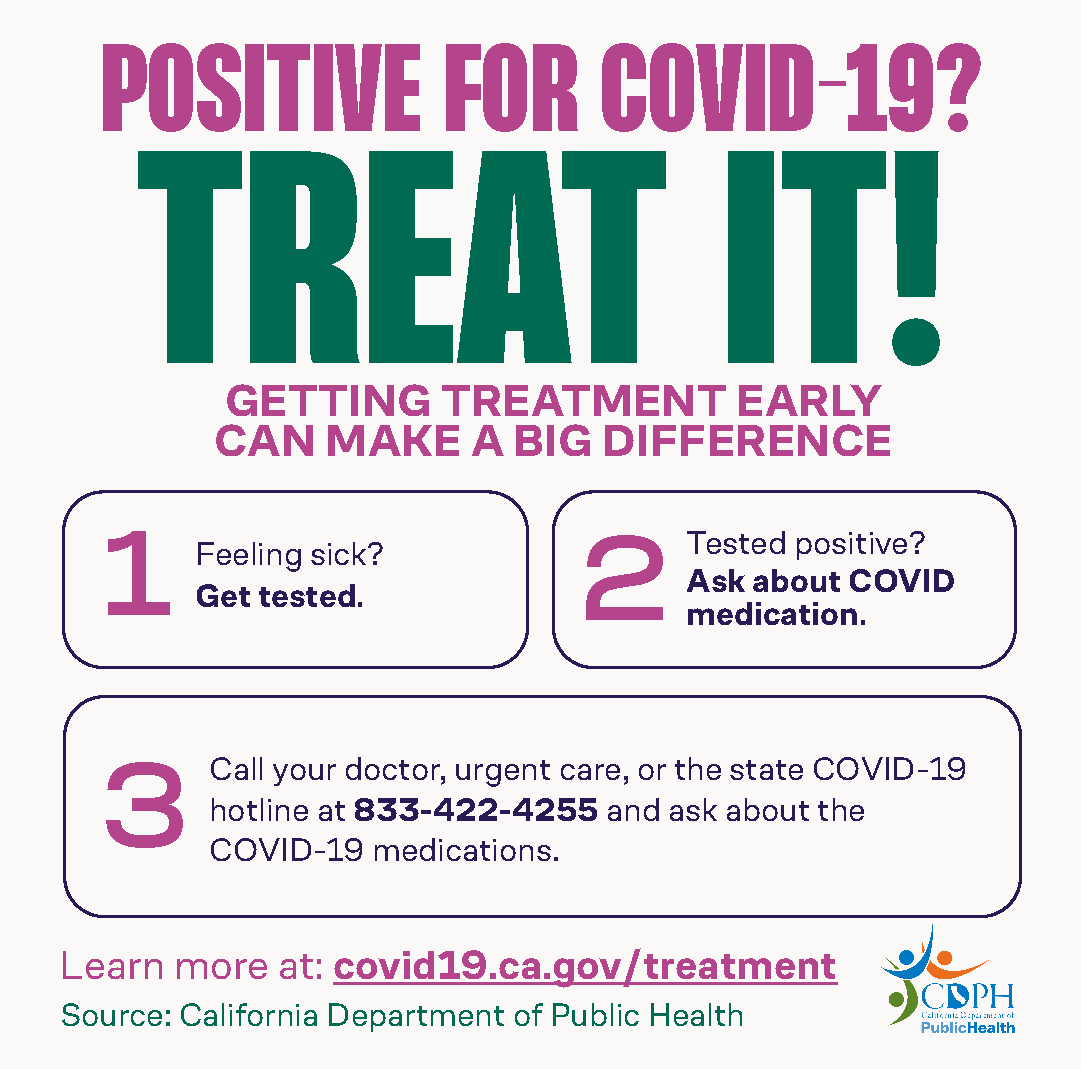 POSITIVE FOR COVID-19?
TREAT IT!
GETTING TREATMENT EARLY
CAN MAKE A BIG DIFFERENCE
1
Feeling sick?
Get tested.
2
Tested positive?
Ask about COVID
medication.
3
Call your doctor, urgent care, or the state COVID-19
hotline at 833-422-4255 and ask about the
COVID-19 medications.
Learn more at: covid19.ca.gov/treatment
Source: California Department of Public Health
CDPH
California Department of
PublicHealth